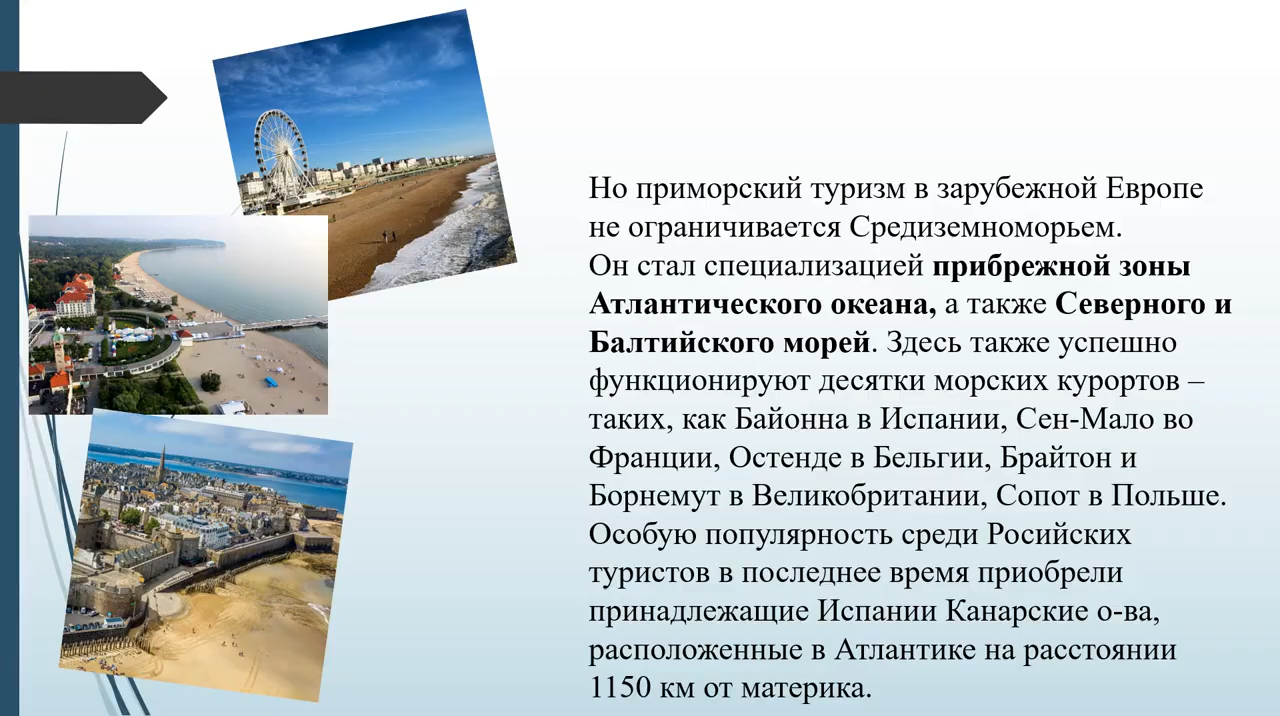 Но приморский туризм в зарубежной Европе
не ограничивается Средиземноморьем.
Он стал специализацией прибрежной зоны
Атлантического океана, а также Северного и
Балтийского морей. Здесь также успешно
функционируют десятки морских курортов –
таких, как Байонна в Испании, Сен-Мало во
Франции, Остенде в Бельгии, Брайтон и
Борнемут в Великобритании, Сопот в Польше.
Особую популярность среди Росийских
туристов в последнее время приобрели
принадлежащие Испании Канарские о-ва,
расположенные в Атлантике на расстоянии
1150 км от материка.